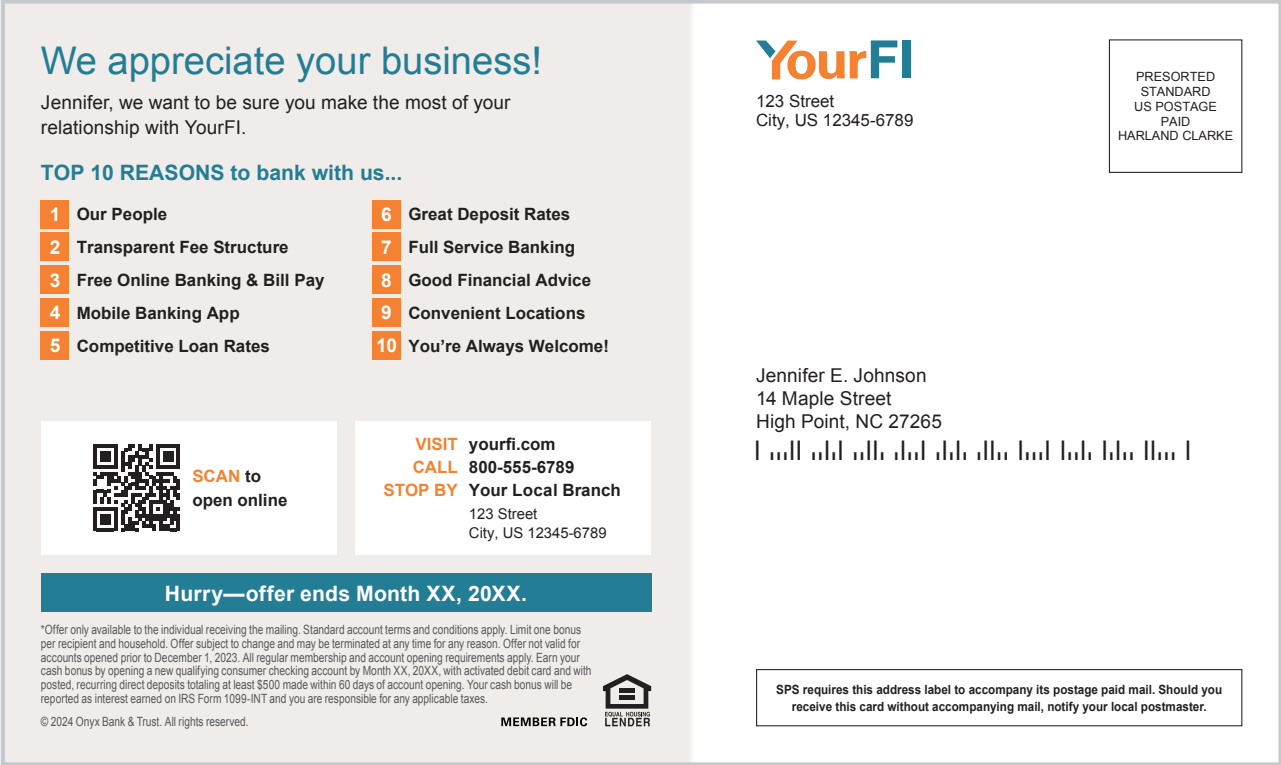 We appreciate your business!
Jennifer, we want to be sure you make the most of your
relationship with YourFI.
TOP 10 REASONS to bank with us...
1 Our People
2 Transparent Fee Structure
3 Free Online Banking & Bill Pay
4 Mobile Banking App
5 Competitive Loan Rates
6 Great Deposit Rates
7 Full Service Banking
8 Good Financial Advice
9 Convenient Locations
10 You're Always Welcome!
SCAN to
open online
VISIT yourfi.com
CALL 800-555-6789
STOP BY Your Local Branch
123 Street
City, US 12345-6789
Hurry—offer ends Month XX, 20XX.
*Offer only available to the individual receiving the mailing. Standard account terms and conditions apply. Limit one bonus
per recipient and household. Offer subject to change and may be terminated at any time for any reason. Offer not valid for
accounts opened prior to December 1, 2023. All regular membership and account opening requirements apply. Earn your
cash bonus by opening a new qualifying consumer checking account by Month XX, 20XX, with activated debit card and with
posted, recurring direct deposits totaling at least $500 made within 60 days of account opening. Your cash bonus will be
reported as interest earned on IRS Form 1099-INT and you are responsible for any applicable taxes.
© 2024 Onyx Bank & Trust. All rights reserved.
MEMBER FDIC
EQUAL HOUSING
LENDER
YourFI
123 Street
City, US 12345-6789
PRESORTED
STANDARD
US POSTAGE
PAID
HARLAND CLARKE
Jennifer E. Johnson
14 Maple Street
High Point, NC 27265
SPS requires this address label to accompany its postage paid mail. Should you
receive this card without accompanying mail, notify your local postmaster.